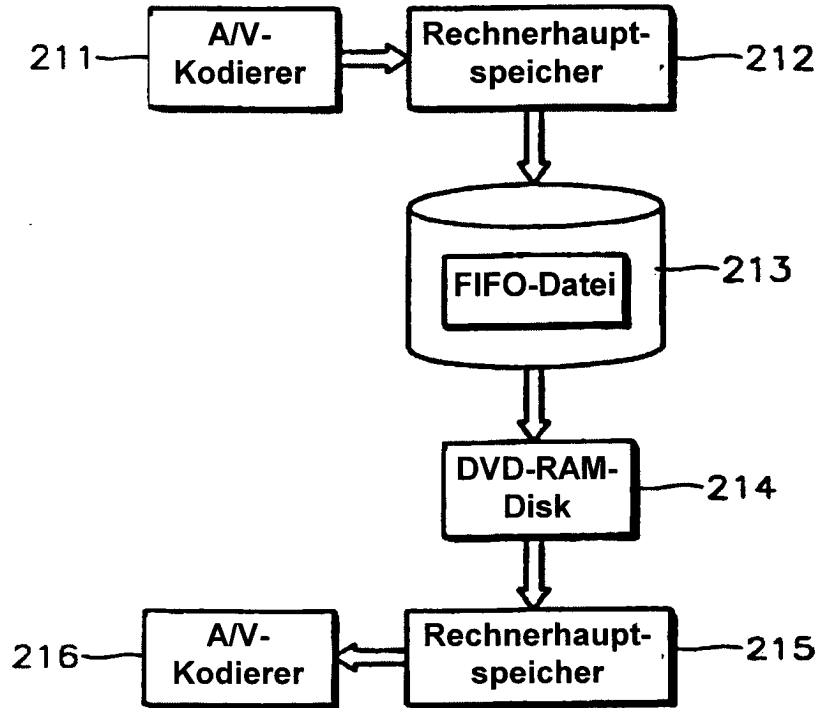 211
A/V-
Kodierer
Rechnerhaupt-
speicher
212
FIFO-Datei
213
DVD-RAM-
Disk
214
216
A/V-
Kodierer
Rechnerhaupt-
speicher
215